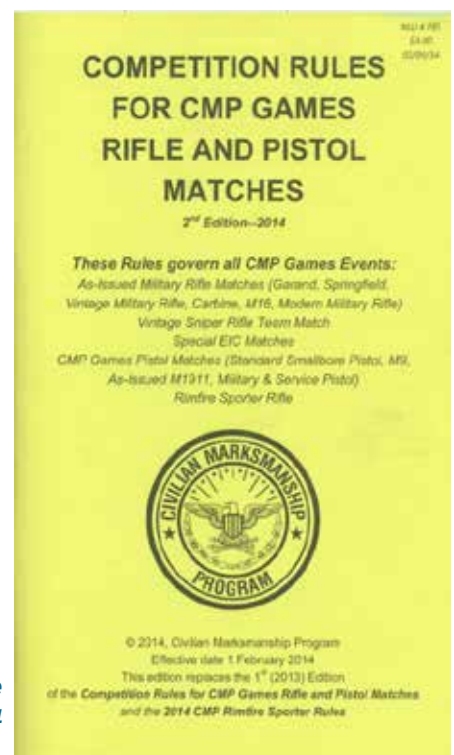 COMPETITION RULES
FOR CMP GAMES
RIFLE AND PISTOL
MATCHES
2nd Edition--2014
These Rules govern all CMP Games Events:
As-Issued Military Rifle Matches (Garand, Springfield,
Vintage Military Rifle, Carbine, M16, Modern Military Rifle)
Vintage Sniper Rifle Team Match
Special EIC Matches
CMP Games Pistol Matches (Standard Smallbore Pistol, M9,
As-Issued M1911, Military & Service Pistol)
Rimfire Sporter Rifle
CIVILIAN MARKSMANSHIP
PROGRAM
© 2014, Civilian Marksmanship Program
Effective date 1 February 2014
This edition replaces the 1st (2013) Edition
of the Competition Rules for CMP Games Rifle and Pistol Matches
and the 2014 CMP Rimfire Sporter Rules